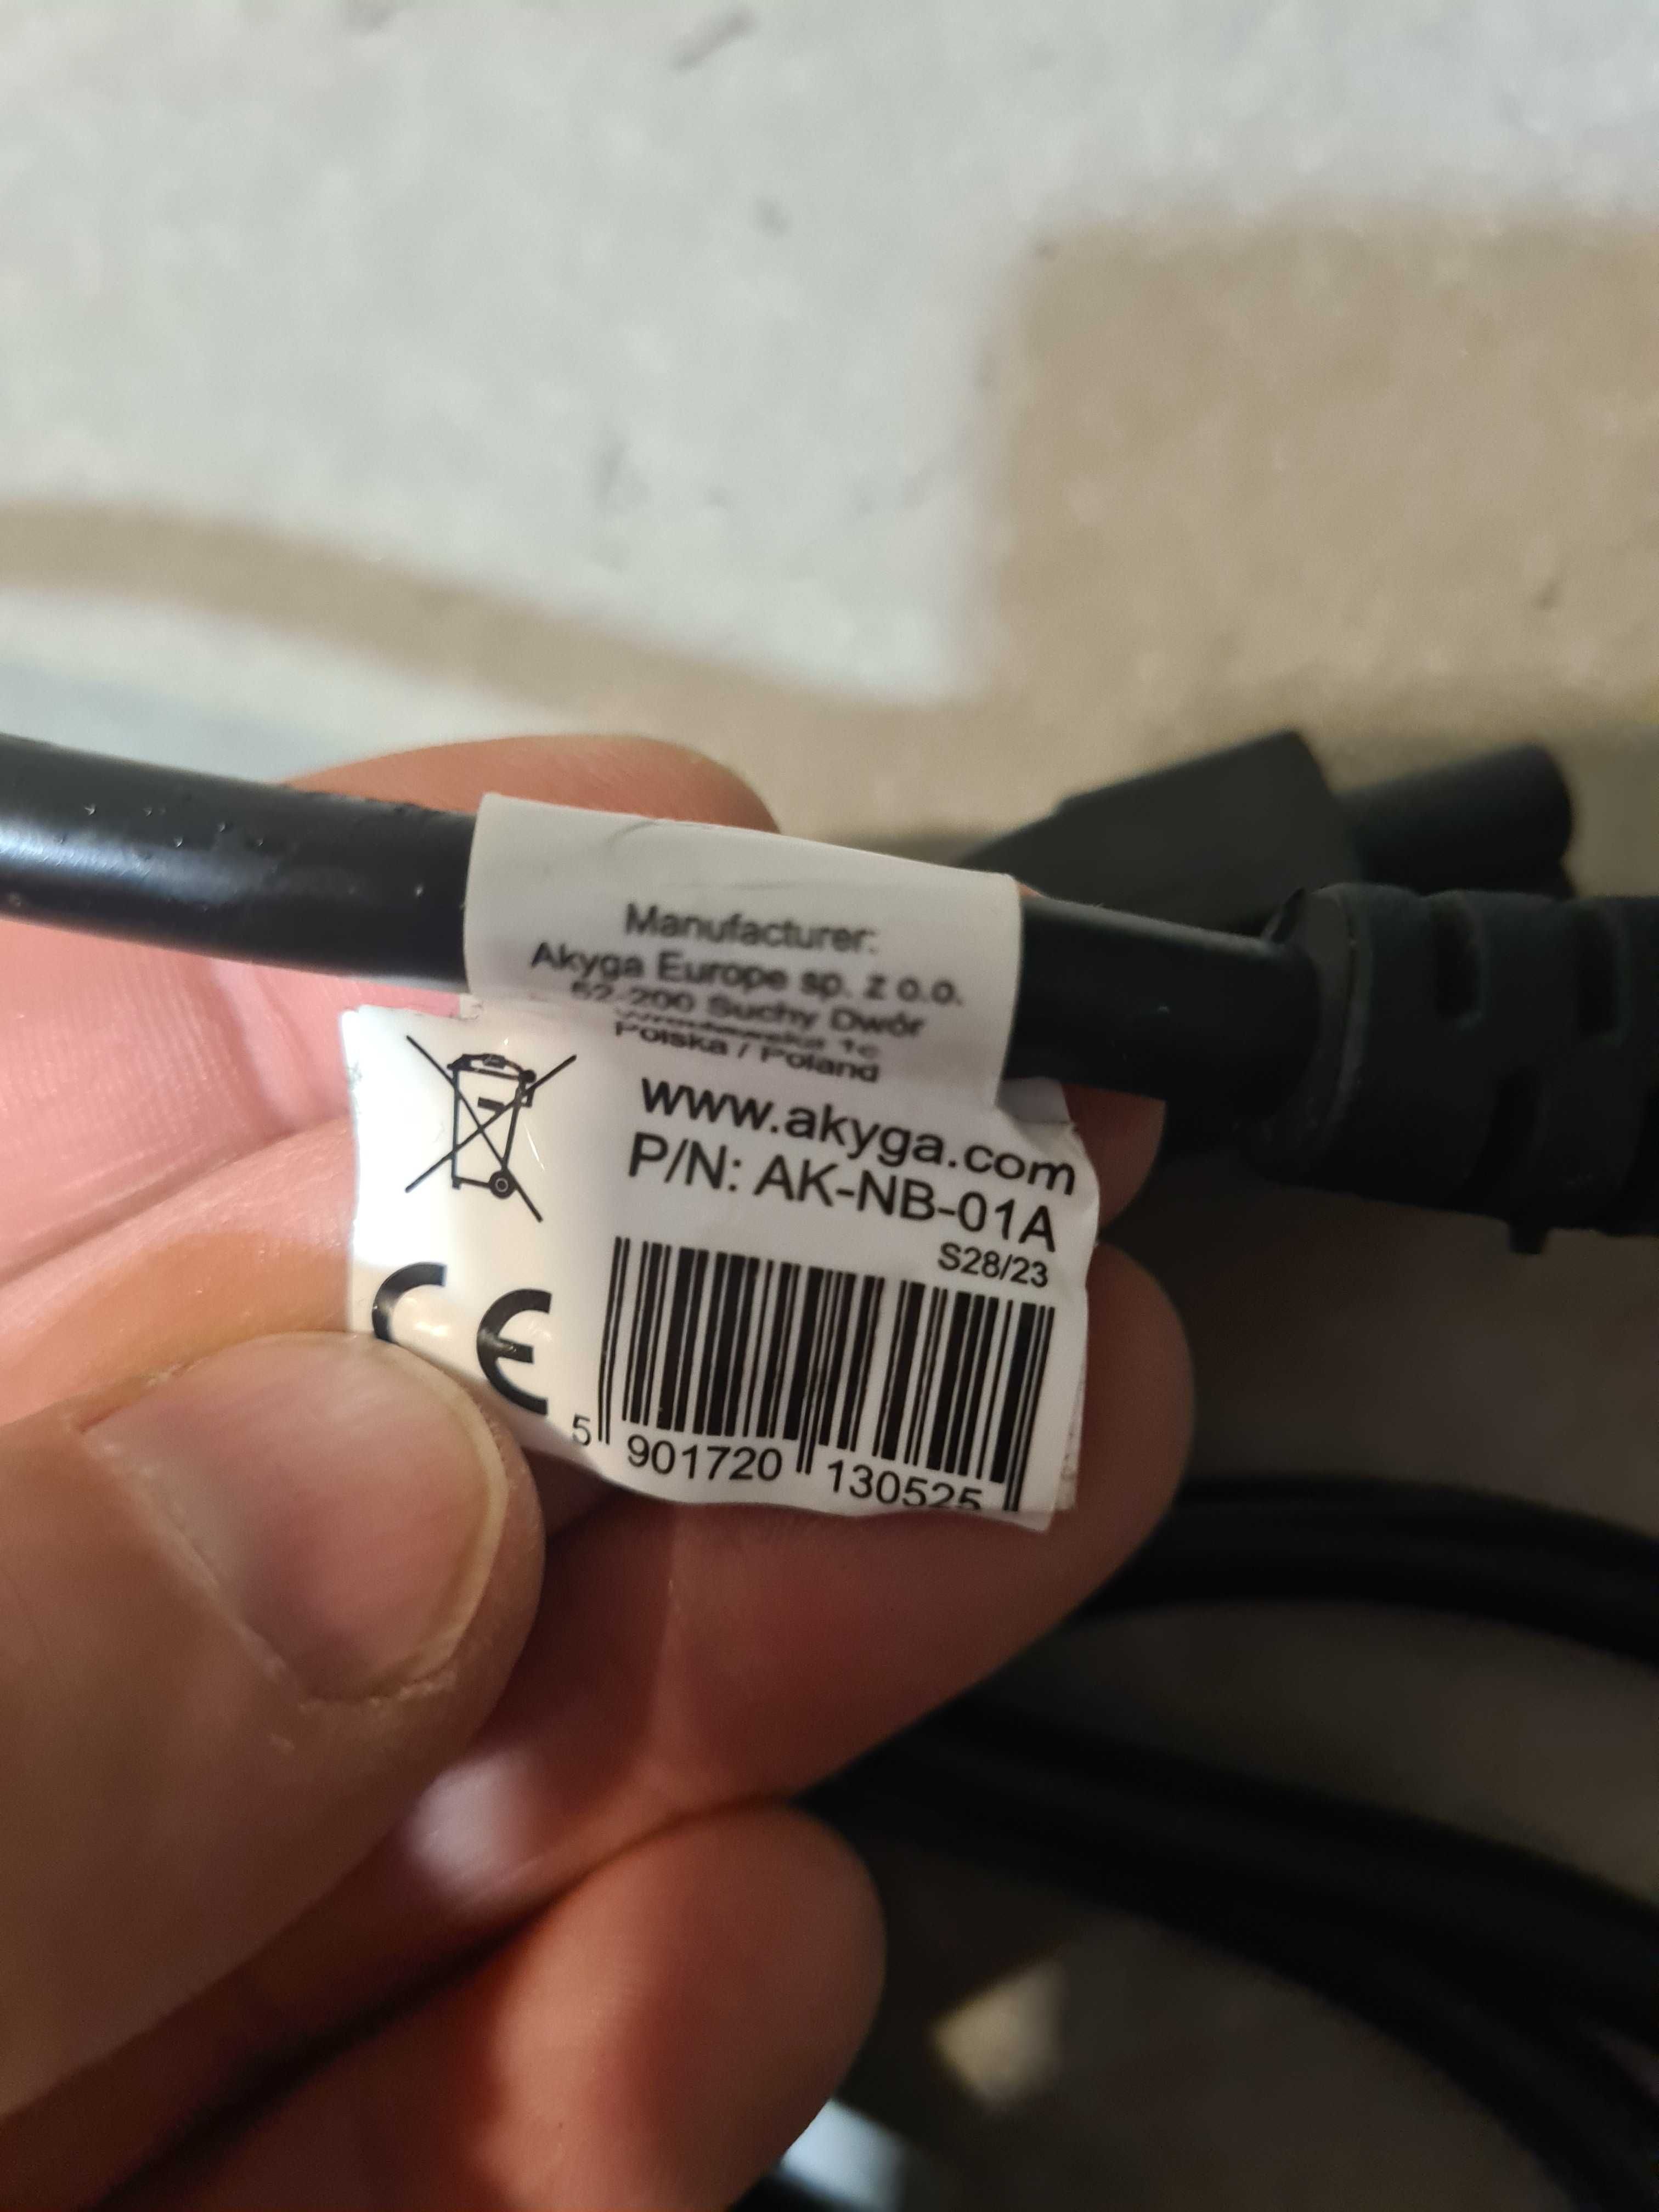 Manufacturer:
Akyga Europe sp. z o.o.
62-200 Suchy Dwór
1c
Polska / Poland
www.akyga.com
P/N: AK-NB-01A
S28/23
CE
5 901720 130525